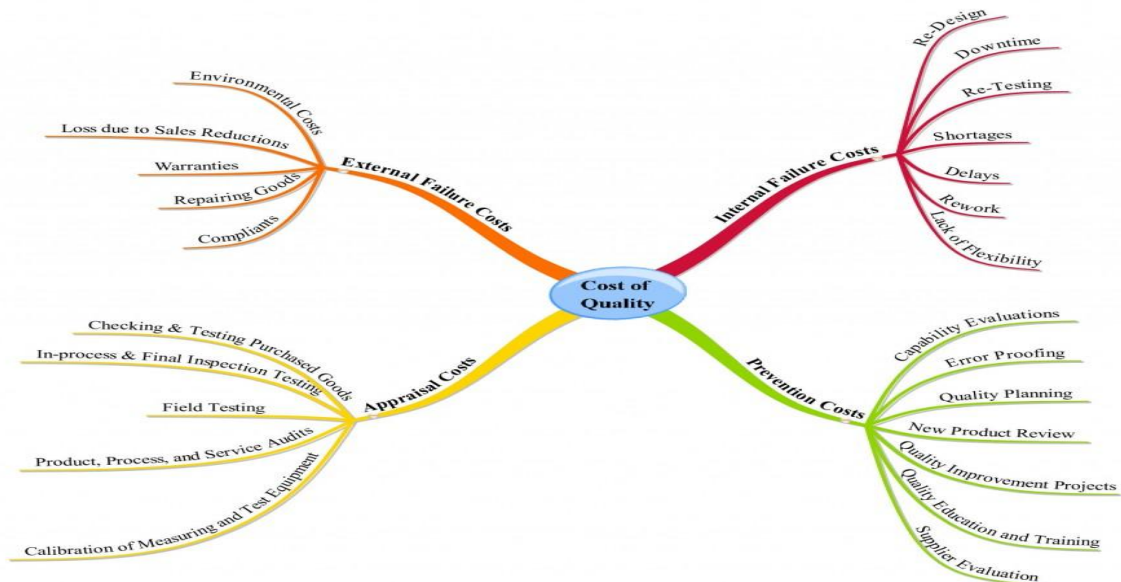 Cost of
Quality
External Failure Costs
Environmental Costs
Loss due to Sales Reductions
Warranties
Repairing Goods
Compliants
Internal Failure Costs
Re-Design
Downtime
Re-Testing
Shortages
Delays
Rework
Lack of Flexibility
Appraisal Costs
Checking & Testing Purchased Goods
In-process & Final Inspection Testing
Field Testing
Product, Process, and Service Audits
Calibration of Measuring and Test Equipment
Prevention Costs
Capability Evaluations
Error Proofing
Quality Planning
New Product Review
Quality Improvement Projects
Quality Education and Training
Supplier Evaluation